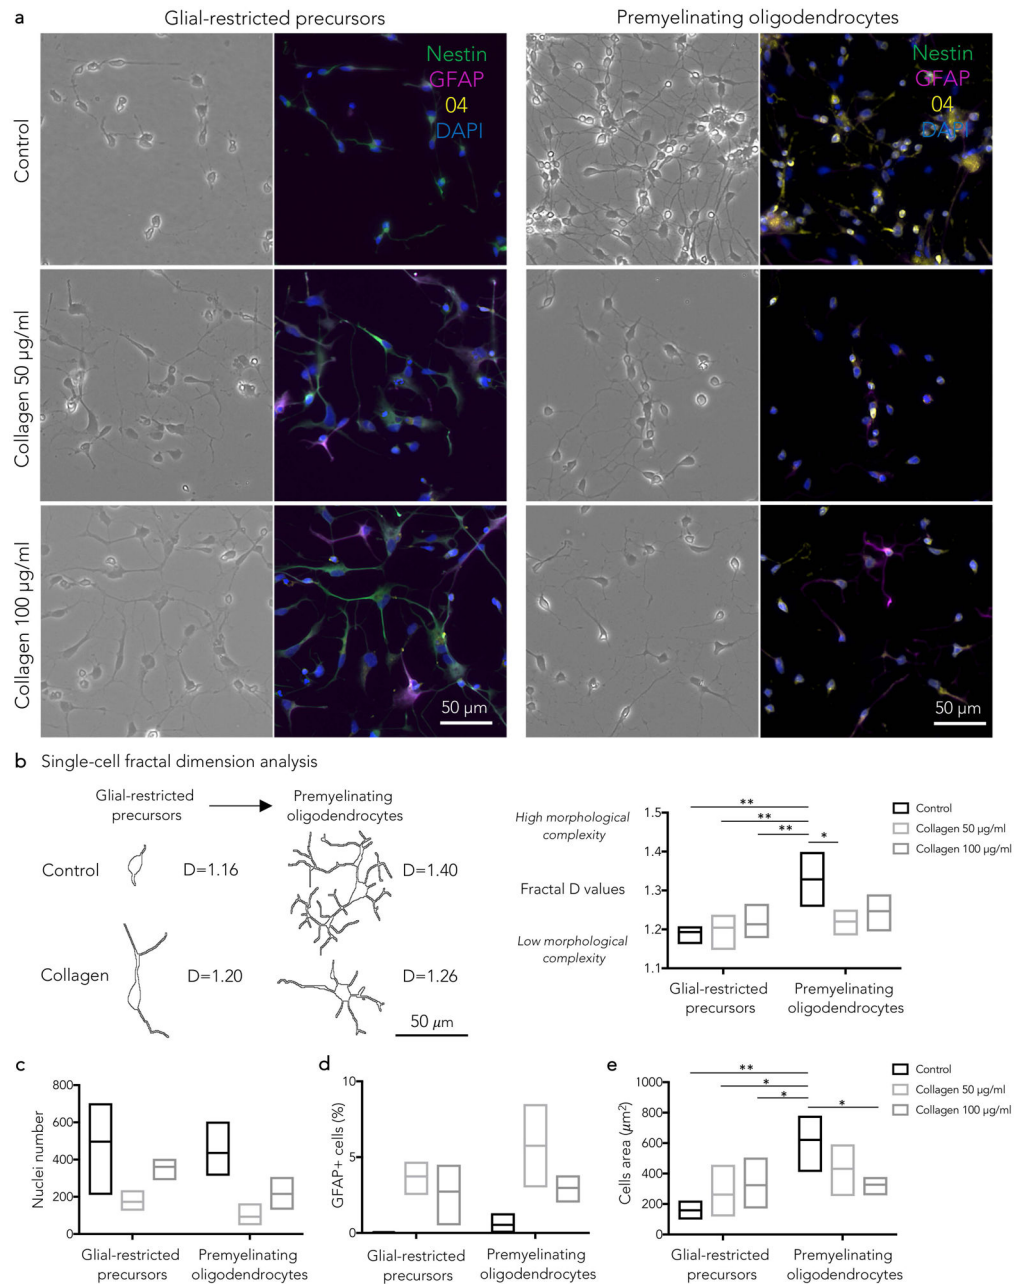 a
Glial-restricted precursors
Premyelinating oligodendrocytes
Control
Nestin
GFAP
04
DAPI
Nestin
GFAP
04
DAPI
Collagen 50 µg/ml
Collagen 100 µg/ml
50 µm
50 µm
b Single-cell fractal dimension analysis
Glial-restricted
precursors
Premyelinating
oligodendrocytes
Control
D=1.16
D=1.40
Collagen
D=1.20
D=1.26
50 µm
High morphological
complexity
Fractal D values
Low morphological
complexity
1.5
1.4
1.3
1.2
1.1
**
**
**
*
Control
Collagen 50 µg/ml
Collagen 100 µg/ml
Glial-restricted
precursors
Premyelinating
oligodendrocytes
c
Nuclei number
800
600
400
200
0
Glial-restricted
precursors
Premyelinating
oligodendrocytes
d
GFAP+ cells (%)
10
5
0
Glial-restricted
precursors
Premyelinating
oligodendrocytes
e
Cells area (µm²)
1000
800
600
400
200
0
**
*
*
*
Control
Collagen 50 µg/ml
Collagen 100 µg/ml
Glial-restricted
precursors
Premyelinating
oligodendrocytes